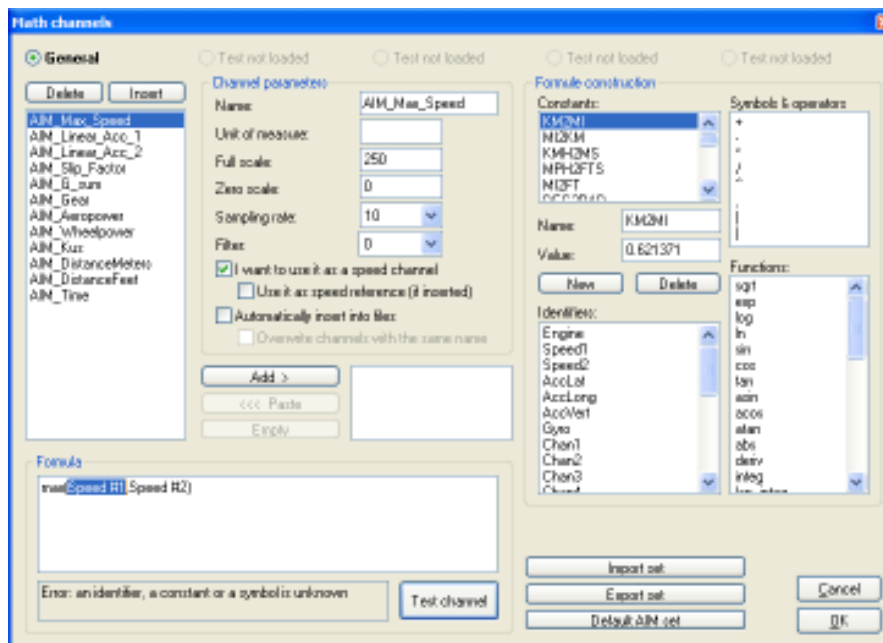 Math channels
General
Test not loaded
Test not loaded
Test not loaded
Test not loaded
Delete
Insert
AIM_Max_Speed
AIM_Linear_Acc_1
AIM_Linear_Acc_2
AIM_Slip_Factor
AIM_G_sum
AIM_Gear
AIM_Aeropower
AIM_Wheelpower
AIM_Kus
AIM_DistanceMeters
AIM_DistanceFeet
AIM_Time
Channel parameters
Name: AIM_Max_Speed
Unit of measure:
Full scale: 250
Zero scale: 0
Sampling rate: 10
Filter: 0
I want to use it as a speed channel
Use it as speed reference (if inserted)
Automatically insert into files
Overwrite channels with the same name
Add >
<<< Paste
Empty
Formule construction
Constants:
KM2MI
MI2KM
KMH2MS
MPH2FTS
MI2FT
Name: KM2MI
Value: 0.621371
New
Delete
Identifiers:
Engine
Speed1
Speed2
AccLat
AccLong
AccVert
Gyro
Chan1
Chan2
Chan3
Chan4
Symbols & operators
+
-
*
/
^
Functions:
sqrt
exp
log
ln
sin
cos
tan
asin
acos
atan
abs
deriv
integ
Formula
max(Speed #1,Speed #2)
Error: an identifier, a constant or a symbol is unknown
Test channel
Import set
Export set
Default AIM set
Cancel
OK